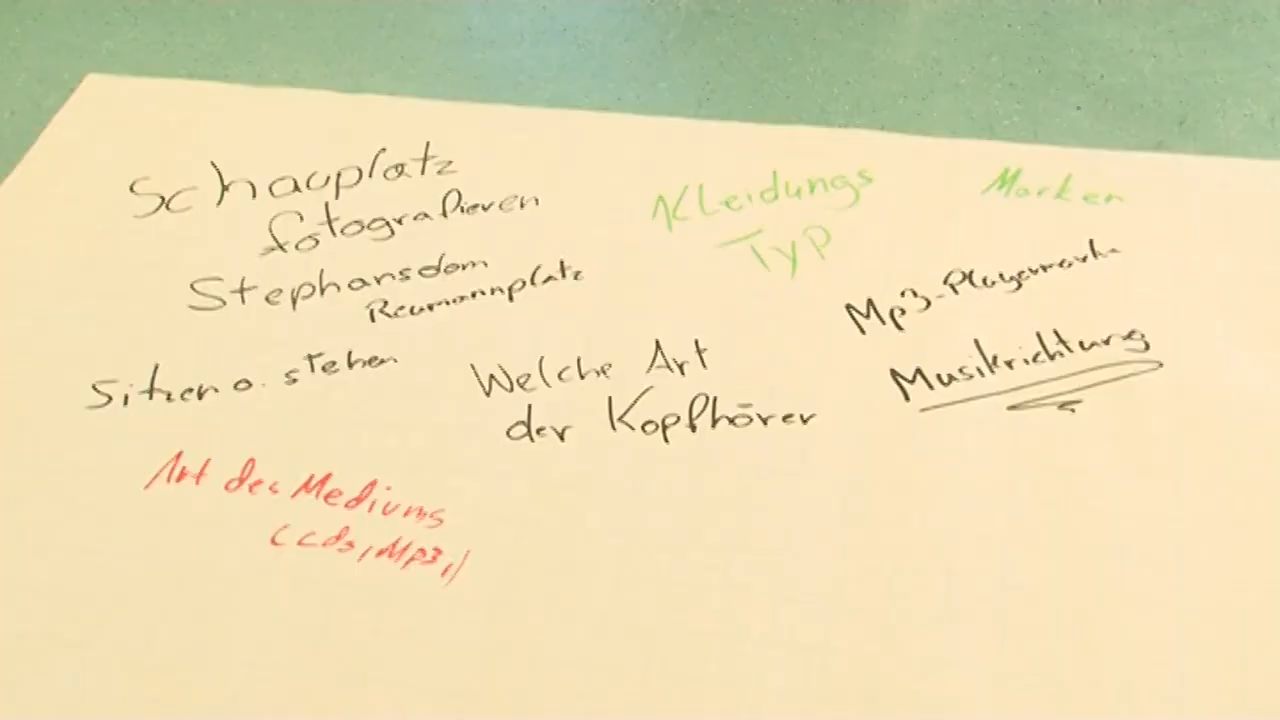 Schauplatz
fotografieren
Stephansdom
Reumannplatz
Sitzen o. stehen
Art des Mediums
(CDs, MP3,)
Kleidungs
Typ
Welche Art
der Kopfhörer
Marken
Mp3-Playermarke
Musikrichtung